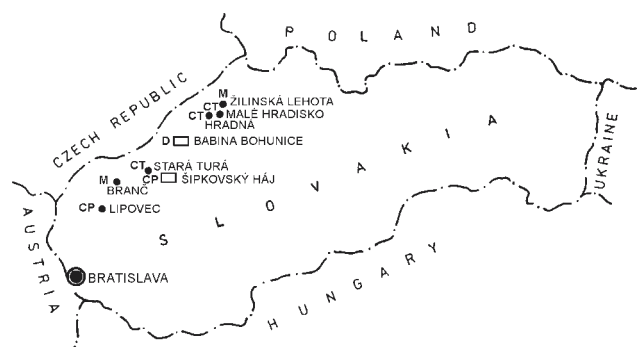 POLAND
CZECH REPUBLIC
M
ŽILINSKÁ LEHOTA
CT
CT
MALÉ HRADISKO
HRADNÁ
D
BABINA BOHUNICE
UKRAINE
CT
STARÁ TURÁ
CP
ŠIPKOVSKÝ HÁJ
M
BRANČ
CP
LIPOVEC
SLOVAKIA
AUSTRIA
BRATISLAVA
HUNGARY